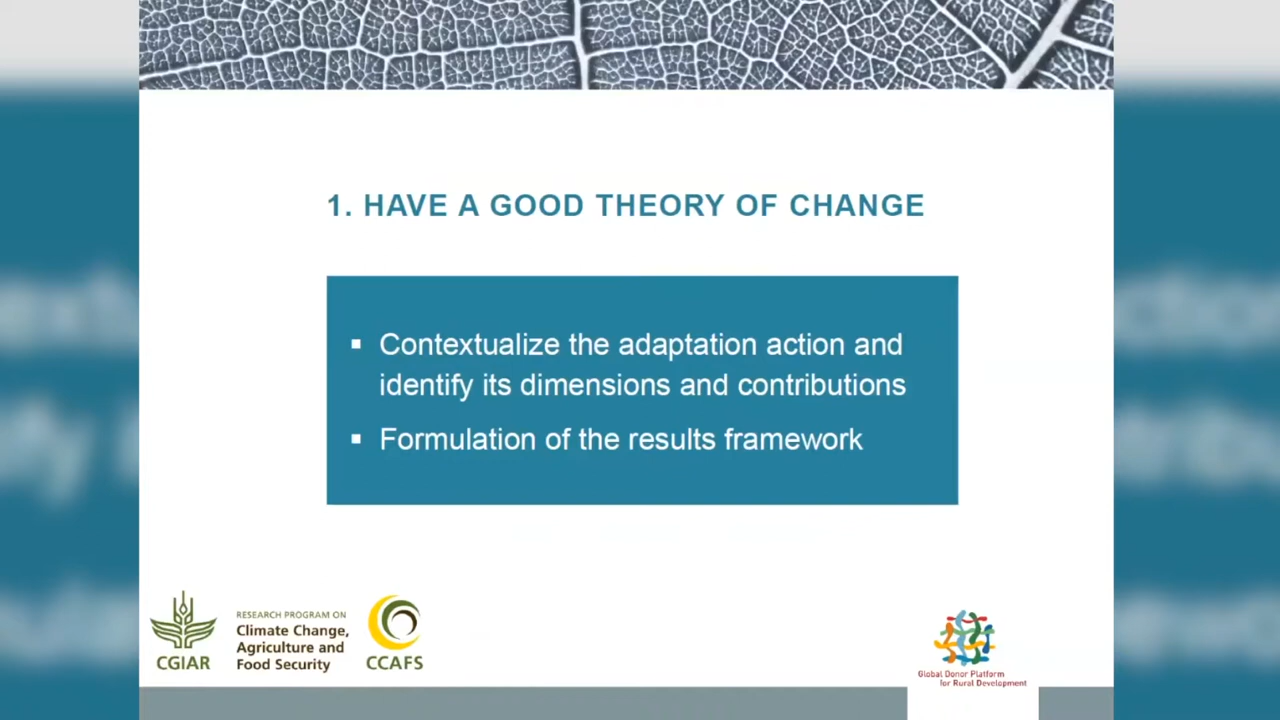 1. HAVE A GOOD THEORY OF CHANGE
▪ Contextualize the adaptation action and
identify its dimensions and contributions
▪ Formulation of the results framework
CGIAR
RESEARCH PROGRAM ON
Climate Change,
Agriculture and
Food Security
CCAFS
Global Donor Platform
for Rural Development